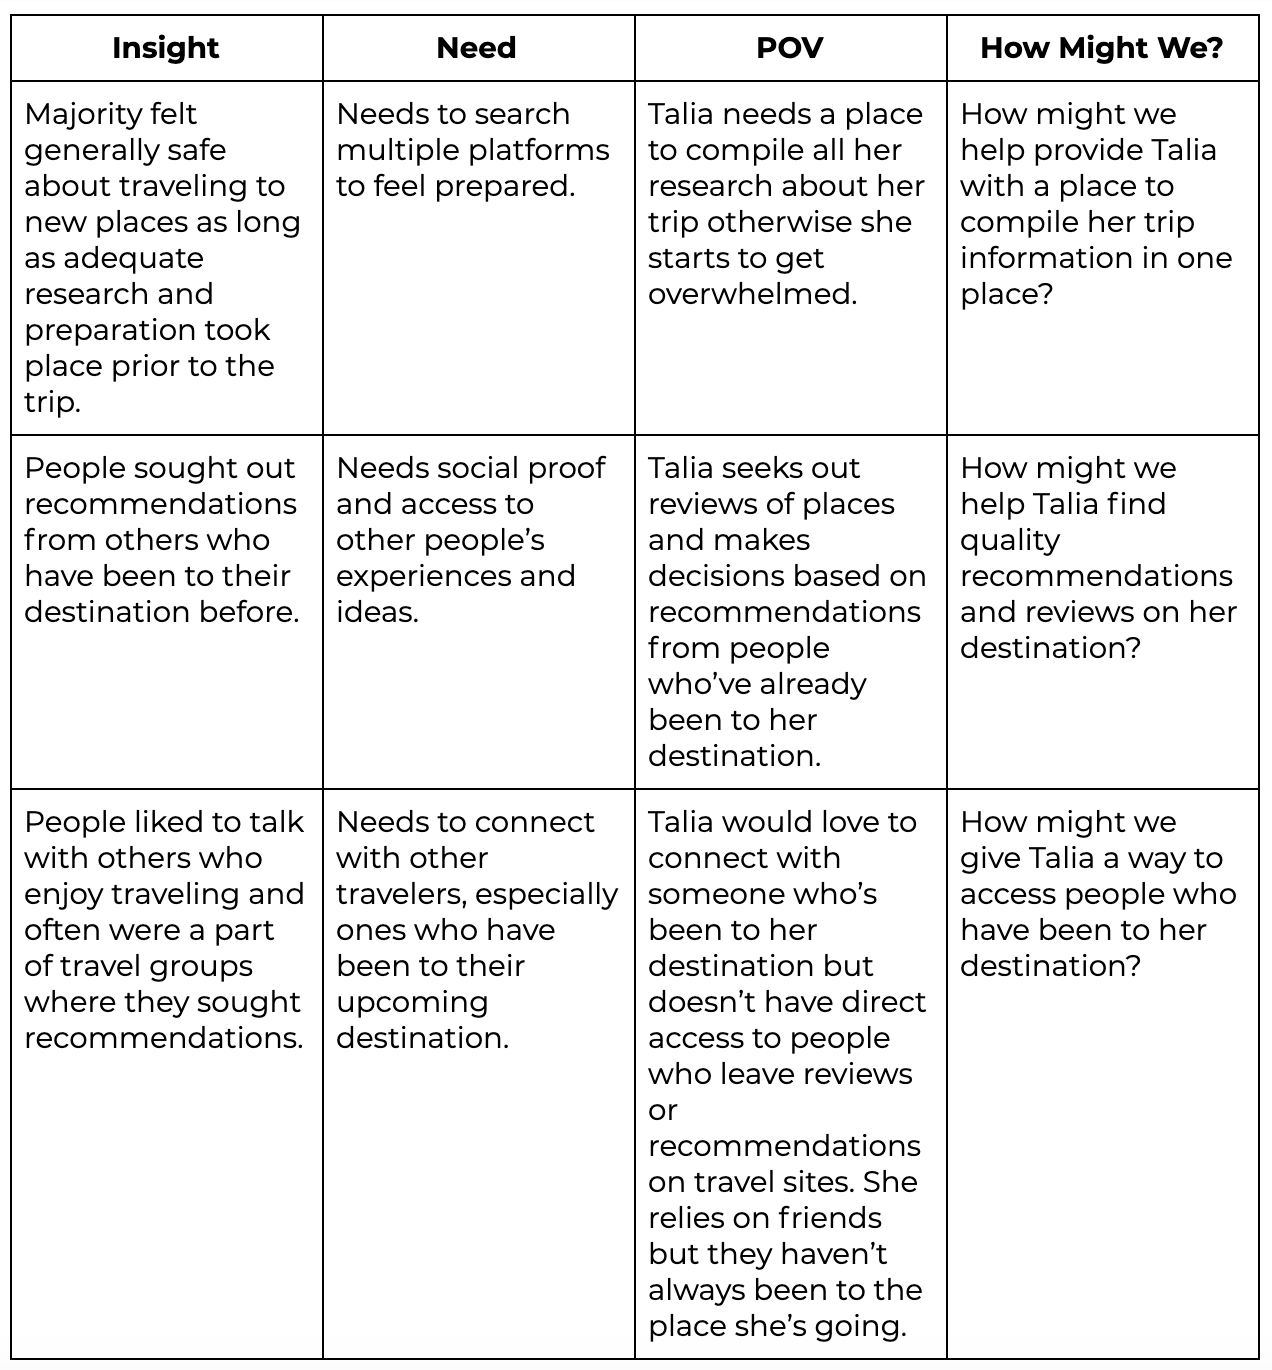 Insight
Need
POV
How Might We?
Majority felt
generally safe
about traveling to
new places as long
as adequate
research and
preparation took
place prior to the
trip.
Needs to search
multiple platforms
to feel prepared.
Talia needs a place
to compile all her
research about her
trip otherwise she
starts to get
overwhelmed.
How might we
help provide Talia
with a place to
compile her trip
information in one
place?
People sought out
recommendations
from others who
have been to their
destination before.
Needs social proof
and access to
other people’s
experiences and
ideas.
Talia seeks out
reviews of places
and makes
decisions based on
recommendations
from people
who’ve already
been to her
destination.
How might we
help Talia find
quality
recommendations
and reviews on her
destination?
People liked to talk
with others who
enjoy traveling and
often were a part
of travel groups
where they sought
recommendations.
Needs to connect
with other
travelers, especially
ones who have
been to their
upcoming
destination.
Talia would love to
connect with
someone who’s
been to her
destination but
doesn’t have direct
access to people
who leave reviews
or
recommendations
on travel sites. She
relies on friends
but they haven’t
always been to the
place she’s going.
How might we
give Talia a way to
access people who
have been to her
destination?